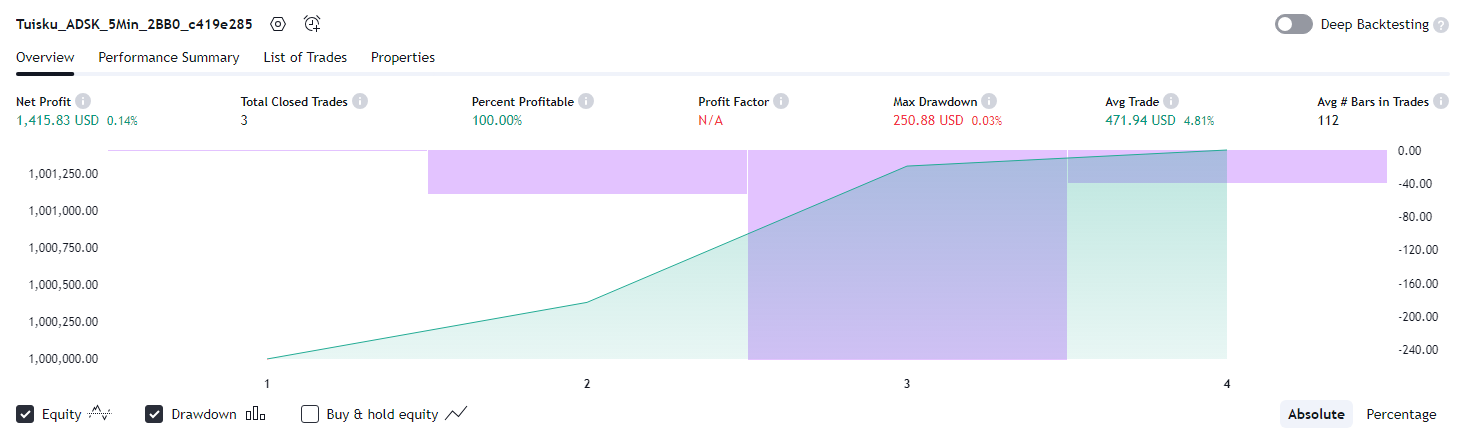 Tuisku_ADSK_5Min_2BB0_c419e285 Deep Backtesting ?
Overview Performance Summary List of Trades Properties
Net Profit i Total Closed Trades i Percent Profitable i Profit Factor i Max Drawdown i Avg Trade i Avg # Bars in Trades i
1,415.83 USD 0.14% 3 100.00% N/A 250.88 USD 0.03% 471.94 USD 4.81% 112
0.00
1,001,250.00
-40.00
1,001,000.00
-80.00
1,000,750.00
-120.00
1,000,500.00
-160.00
1,000,250.00
-200.00
1,000,000.00
-240.00
1 2 3 4
Equity Drawdown Buy & hold equity Absolute Percentage